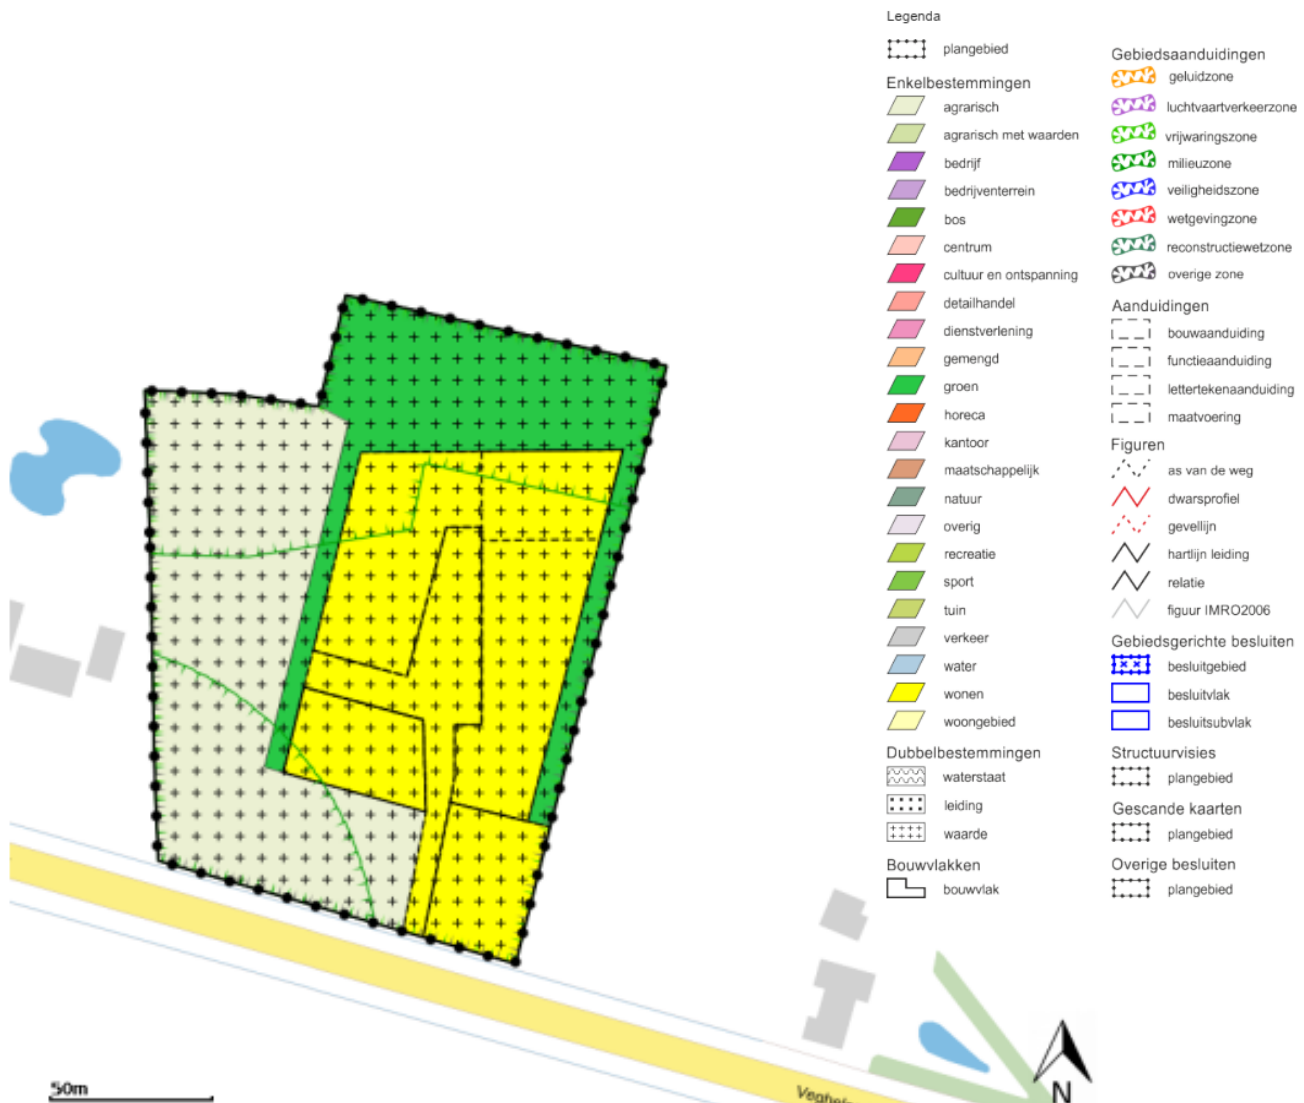 Legenda
plangebied
Enkelbestemmingen
agrarisch
agrarisch met waarden
bedrijf
bedrijventerrein
bos
centrum
cultuur en ontspanning
detailhandel
dienstverlening
gemengd
groen
horeca
kantoor
maatschappelijk
natuur
overig
recreatie
sport
tuin
verkeer
water
wonen
woongebied
Dubbelbestemmingen
waterstaat
leiding
waarde
Bouwvlakken
bouwvlak
Gebiedsaanduidingen
geluidzone
luchtvaartverkeerzone
vrijwaringszone
milieuzone
veiligheidszone
wetgevingzone
reconstructiewetzone
overige zone
Aanduidingen
bouwaanduiding
functieaanduiding
lettertekenaanduiding
maatvoering
Figuren
as van de weg
dwarsprofiel
gevellijn
hartlijn leiding
relatie
figuur IMRO2006
Gebiedsgerichte besluiten
besluitgebied
besluitvlak
besluitsubvlak
Structuurvisies
plangebied
Gescande kaarten
plangebied
Overige besluiten
plangebied
50m
N